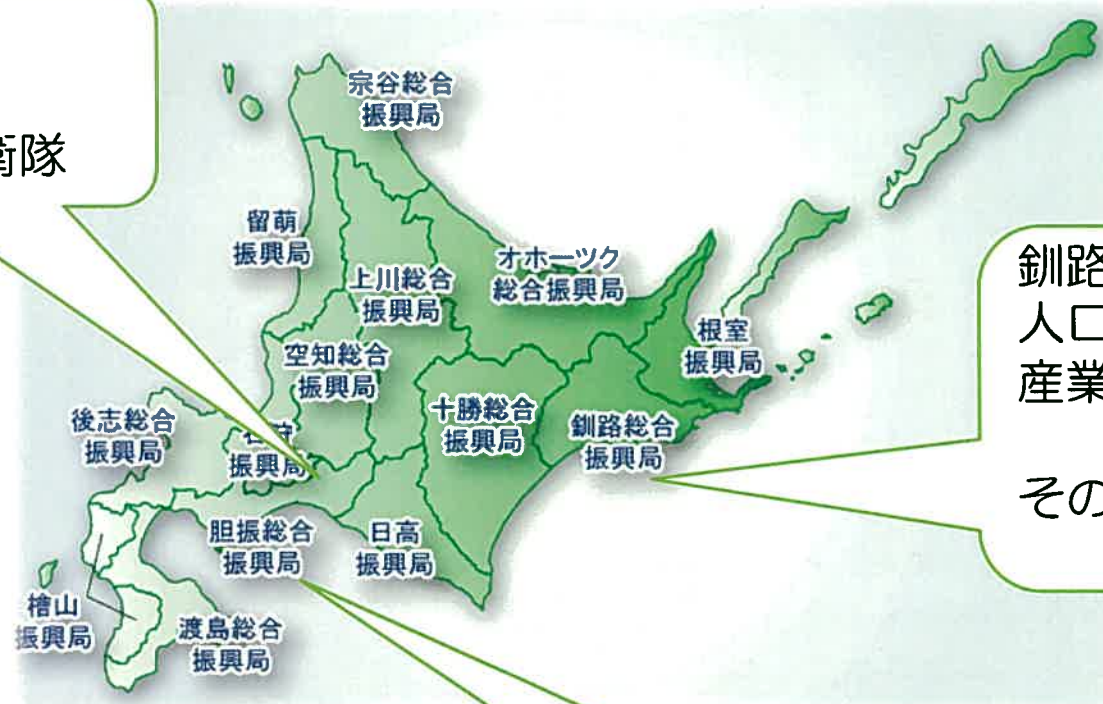 衛隊
宗谷総合
振興局
留萌
振興局
オホーツク
総合振興局
上川総合
振興局
根室
振興局
空知総合
振興局
十勝総合
振興局
釧路総合
振興局
後志総合
振興局
振興局
胆振総合
振興局
日高
振興局
檜山
振興局
渡島総合
振興局
釧路
人口
産業
その